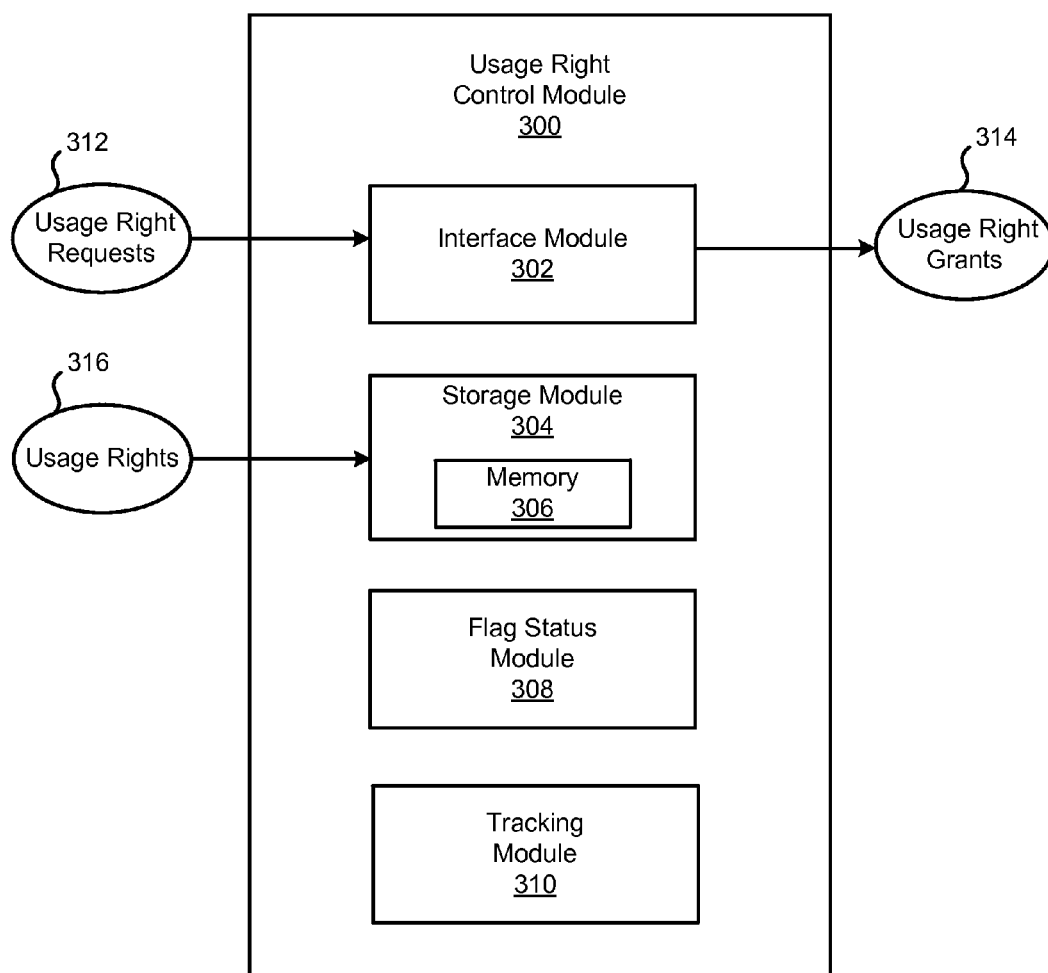 Usage Right
Control Module
300
312
Usage Right
Requests
Interface Module
302
314
Usage Right
Grants
316
Usage Rights
Storage Module
304
Memory
306
Flag Status
Module
308
Tracking
Module
310